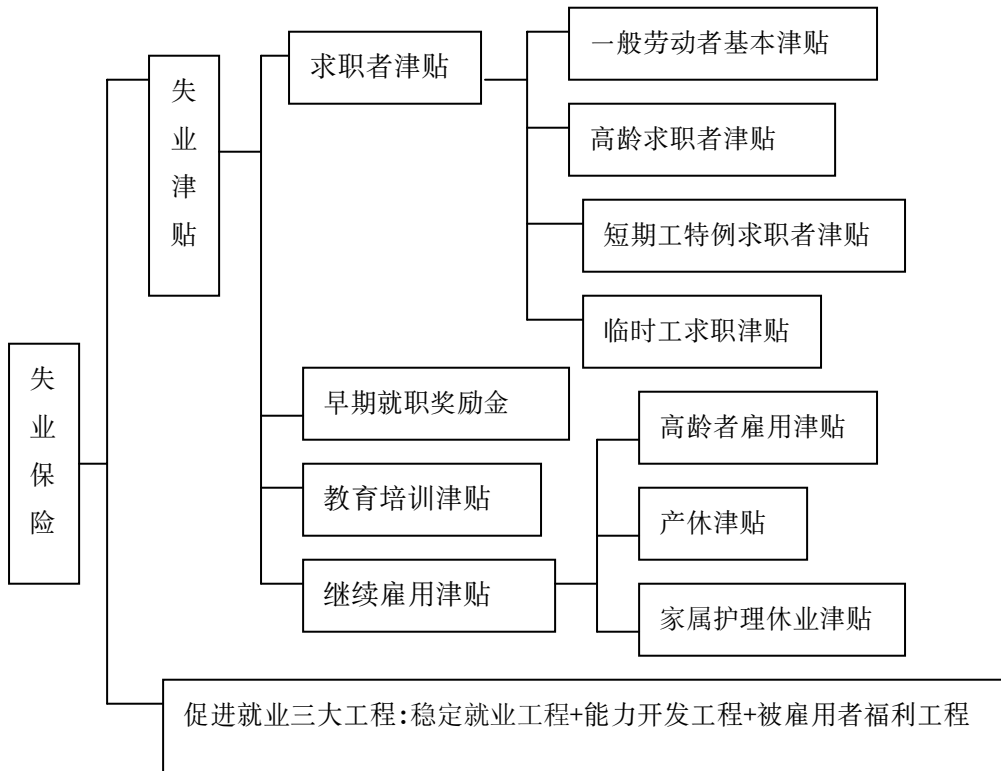 失业保险
失业津贴
求职者津贴
一般劳动者基本津贴
高龄求职者津贴
短期工特例求职者津贴
临时工求职津贴
早期就职奖励金
教育培训津贴
继续雇用津贴
高龄者雇用津贴
产休津贴
家属护理休业津贴
促进就业三大工程:稳定就业工程+能力开发工程+被雇用者福利工程